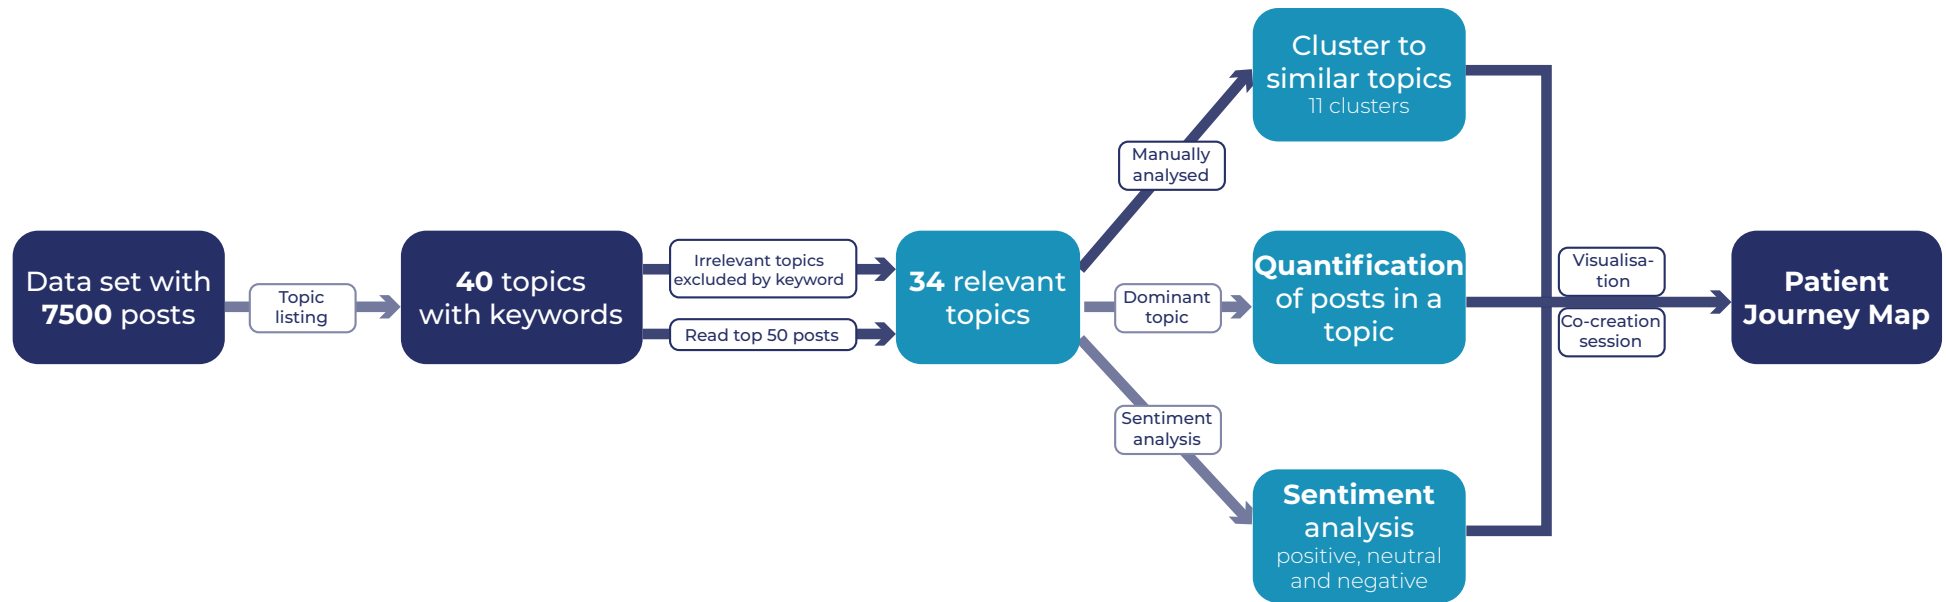 Data set with
7500 posts
Topic
listing
40 topics
with keywords
Irrelevant topics
excluded by keyword
Read top 50 posts
34 relevant
topics
Manually
analysed
Dominant
topic
Sentiment
analysis
Cluster to
similar topics
11 clusters
Quantification
of posts in a
topic
Sentiment
analysis
positive, neutral
and negative
Visualisa-
tion
Co-creation
session
Patient
Journey Map